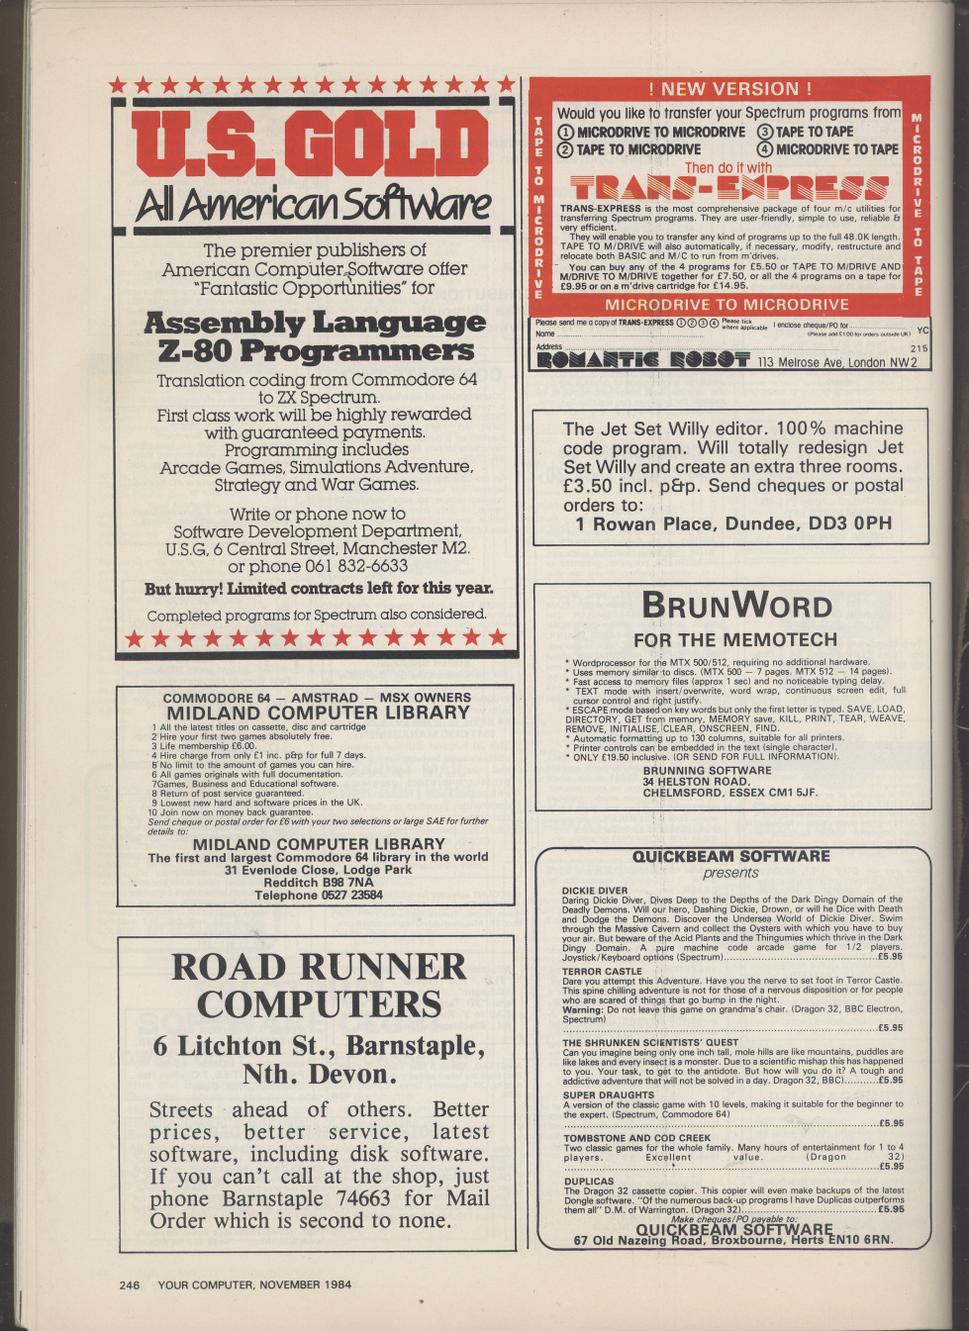 U.S. GOLD
All American Software
The premier publishers of
American Computer Software offer
"Fantastic Opportunities" for
Assembly Language
Z-80 Programmers
Translation coding from Commodore 64
to ZX Spectrum.
First class work will be highly rewarded
with guaranteed payments.
Programming includes
Arcade Games, Simulations Adventure,
Strategy and War Games.
Write or phone now to
Software Development Department,
U.S.G, 6 Central Street, Manchester M2.
or phone 061 832-6633
But hurry! Limited contracts left for this year.
Completed programs for Spectrum also considered.
COMMODORE 64 — AMSTRAD — MSX OWNERS
MIDLAND COMPUTER LIBRARY
1 All the latest titles on cassette, disc and cartridge
2 Hire your first two games absolutely free.
3 Life membership £6.00.
4 Hire charge from only £1 inc. p&p for full 7 days.
5 No limit to the amount of games you can hire.
6 All games originals with full documentation.
7Games, Business and Educational software.
8 Return of post service guaranteed.
9 Lowest new hard and software prices in the UK.
10 Join now on money back guarantee.
Send cheque or postal order for £6 with your two selections or large SAE for further
details to:
MIDLAND COMPUTER LIBRARY
The first and largest Commodore 64 library in the world
31 Evenlode Close, Lodge Park
Redditch B98 7NA
Telephone 0527 23584
ROAD RUNNER
COMPUTERS
6 Litchton St., Barnstaple,
Nth. Devon.
Streets ahead of others. Better
prices, better service, latest
software, including disk software.
If you can't call at the shop, just
phone Barnstaple 74663 for Mail
Order which is second to none.
! NEW VERSION !
TAPE TO MICRODRIVE
MICRODRIVE TO TAPE
Would you like to transfer your Spectrum programs from
① MICRODRIVE TO MICRODRIVE ③ TAPE TO TAPE
② TAPE TO MICRODRIVE ④ MICRODRIVE TO TAPE
Then do it with
TRANS-EXPRESS
TRANS-EXPRESS is the most comprehensive package of four m/c utilities for
transferring Spectrum programs. They are user-friendly, simple to use, reliable &
very efficient.
They will enable you to transfer any kind of programs up to the full 48.0K length.
TAPE TO M/DRIVE will also automatically, if necessary, modify, restructure and
relocate both BASIC and M/C to run from m'drives.
You can buy any of the 4 programs for £5.50 or TAPE TO M/DRIVE AND
M/DRIVE TO M/DRIVE together for £7.50, or all the 4 programs on a tape for
£9.95 or on a m'drive cartridge for £14.95.
MICRODRIVE TO MICRODRIVE
Please send me a copy of TRANS-EXPRESS ①②③④ Please tick where applicable I enclose cheque/PO for
Name (Please add £1.00 for orders outside UK) YC
Address 215
ROMANTIC ROBOT 113 Melrose Ave, London NW2
The Jet Set Willy editor. 100% machine
code program. Will totally redesign Jet
Set Willy and create an extra three rooms.
£3.50 incl. p&p. Send cheques or postal
orders to:
1 Rowan Place, Dundee, DD3 0PH
BRUNWORD
FOR THE MEMOTECH
* Wordprocessor for the MTX 500/512, requiring no additional hardware.
* Uses memory similar to discs. (MTX 500 — 7 pages. MTX 512 — 14 pages).
* Fast access to memory files (approx 1 sec) and no noticeable typing delay.
* TEXT mode with insert/overwrite, word wrap, continuous screen edit, full
cursor control and right justify.
* ESCAPE mode based on key words but only the first letter is typed. SAVE, LOAD,
DIRECTORY, GET from memory, MEMORY save, KILL, PRINT, TEAR, WEAVE,
REMOVE, INITIALISE, CLEAR, ONSCREEN, FIND.
* Automatic formatting up to 130 columns, suitable for all printers.
* Printer controls can be embedded in the text (single character).
* ONLY £19.50 inclusive. (OR SEND FOR FULL INFORMATION).
BRUNNING SOFTWARE
34 HELSTON ROAD,
CHELMSFORD, ESSEX CM1 5JF.
QUICKBEAM SOFTWARE
presents
DICKIE DIVER
Daring Dickie Diver, Dives Deep to the Depths of the Dark Dingy Domain of the
Deadly Demons. Will our hero, Dashing Dickie, Drown, or will he Dice with Death
and Dodge the Demons. Discover the Undersea World of Dickie Diver. Swim
through the Massive Cavern and collect the Oysters with which you have to buy
your air. But beware of the Acid Plants and the Thingumies which thrive in the Dark
Dingy Domain. A pure machine code arcade game for 1/2 players.
Joystick/Keyboard options (Spectrum)........£5.95
TERROR CASTLE
Dare you attempt this Adventure. Have you the nerve to set foot in Terror Castle.
This spine chilling adventure is not for those of a nervous disposition or for people
who are scared of things that go bump in the night.
Warning: Do not leave this game on grandma's chair. (Dragon 32, BBC Electron,
Spectrum)
........£5.95
THE SHRUNKEN SCIENTISTS' QUEST
Can you imagine being only one inch tall, mole hills are like mountains, puddles are
like lakes and every insect is a monster. Due to a scientific mishap this has happened
to you. Your task, to get to the antidote. But how will you do it? A tough and
addictive adventure that will not be solved in a day. Dragon 32, BBC)........£5.95
SUPER DRAUGHTS
A version of the classic game with 10 levels, making it suitable for the beginner to
the expert. (Spectrum, Commodore 64)
........£5.95
TOMBSTONE AND COD CREEK
Two classic games for the whole family. Many hours of entertainment for 1 to 4
players. Excellent value. (Dragon 32)
........£5.95
DUPLICAS
The Dragon 32 cassette copier. This copier will even make backups of the latest
Dongle software. "Of the numerous back-up programs I have Duplicas outperforms
them all" D.M. of Warrington. (Dragon 32)........£5.95
Make cheques/PO payable to:
QUICKBEAM SOFTWARE
67 Old Nazeing Road, Broxbourne, Herts EN10 6RN.
246 YOUR COMPUTER, NOVEMBER 1984